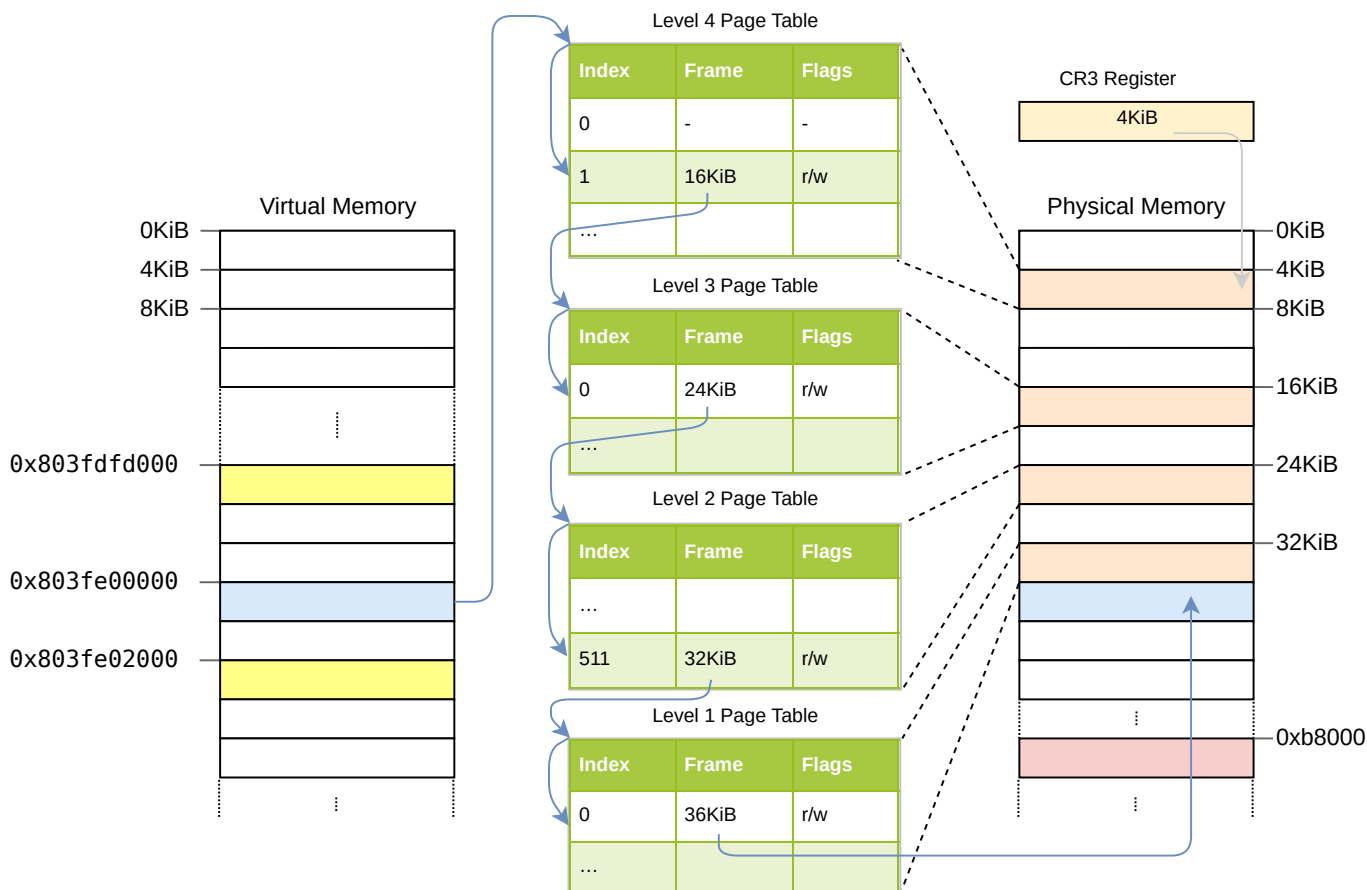 Level 4 Page Table
Index Frame Flags
0 - -
1 16KiB r/w
...
CR3 Register
4KiB
Virtual Memory
0KiB
4KiB
8KiB
0x803fdfd000
0x803fe00000
0x803fe02000
Level 3 Page Table
Index Frame Flags
0 24KiB r/w
...
Level 2 Page Table
Index Frame Flags
...
511 32KiB r/w
Level 1 Page Table
Index Frame Flags
0 36KiB r/w
...
Physical Memory
0KiB
4KiB
8KiB
16KiB
24KiB
32KiB
0xb8000